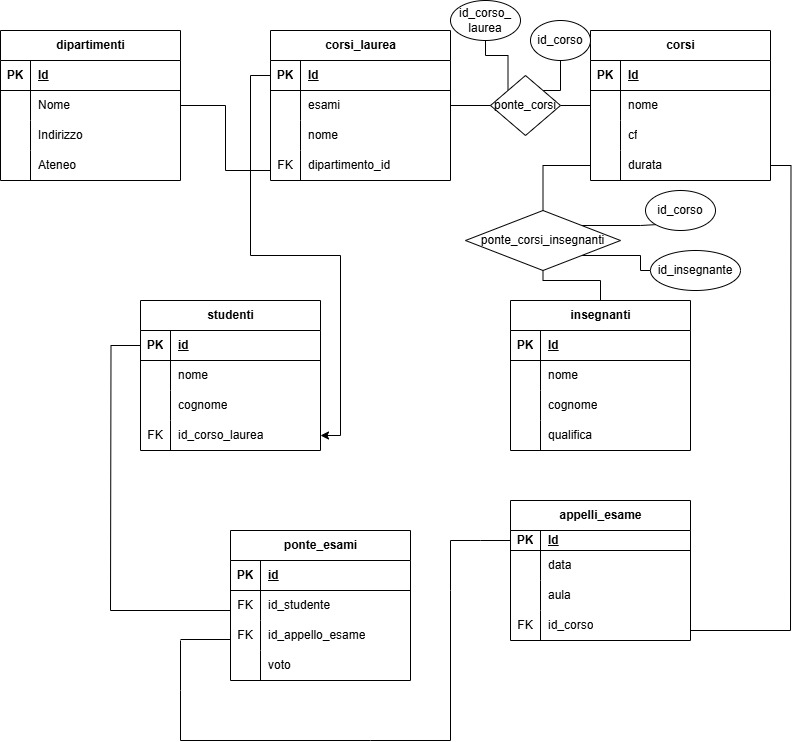 dipartimenti
PK Id
Nome
Indirizzo
Ateneo
corsi_laurea
PK Id
esami
nome
FK dipartimento_id
id_corso_
laurea
id_corso
ponte_corsi
corsi
PK Id
nome
cf
durata
ponte_corsi_insegnanti
id_corso
id_insegnante
studenti
PK id
nome
cognome
FK id_corso_laurea
insegnanti
PK Id
nome
cognome
qualifica
ponte_esami
PK id
FK id_studente
FK id_appello_esame
voto
appelli_esame
PK Id
data
aula
FK id_corso